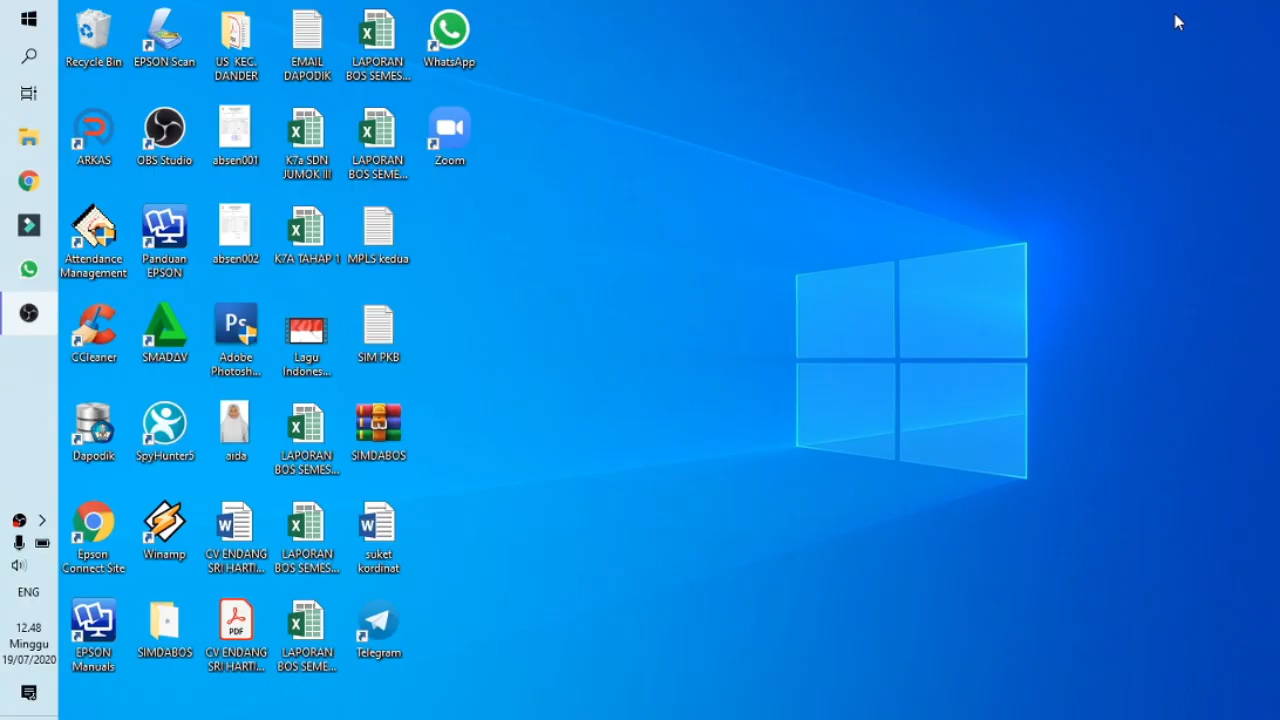 Recycle Bin
EPSON Scan
US KEC.
DANDER
EMAIL
DAPODIK
LAPORAN
BOS SEMES...
WhatsApp
ARKAS
OBS Studio
absen001
K7a SDN
JUMOK III
LAPORAN
BOS SEME...
Zoom
Attendance
Management
Panduan
EPSON
absen002
K7A TAHAP 1
MPLS kedua
CCleaner
SMADΔV
Ps
Adobe
Photosh...
Lagu
Indones...
SIM PKB
Dapodik
SpyHunter5
aida
LAPORAN
BOS SEMES...
SIMDABOS
Epson
Connect Site
Winamp
CV ENDANG
SRI HARTI...
LAPORAN
BOS SEMES...
suket
kordinat
EPSON
Manuals
SIMDABOS
PDF
CV ENDANG
SRI HARTI...
LAPORAN
BOS SEME...
Telegram
ENG
12.48
Minggu
19/07/2020